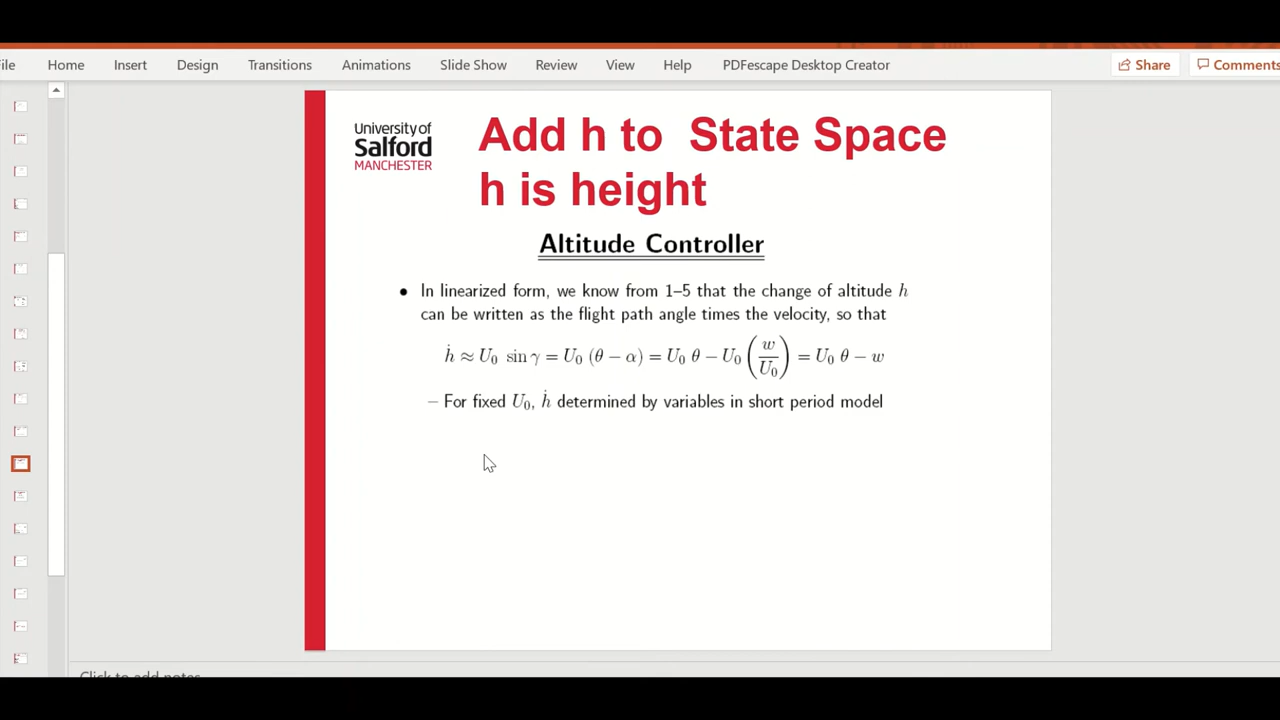 File Home Insert Design Transitions Animations Slide Show Review View Help PDFescape Desktop Creator Share Comments
University of
Salford
MANCHESTER
Add h to State Space
h is height
Altitude Controller
• In linearized form, we know from 1–5 that the change of altitude h
can be written as the flight path angle times the velocity, so that
ḣ ≈ U₀ sin γ = U₀ (θ − α) = U₀ θ − U₀ (w/U₀) = U₀ θ − w
– For fixed U₀, ḣ determined by variables in short period model
Click to add notes